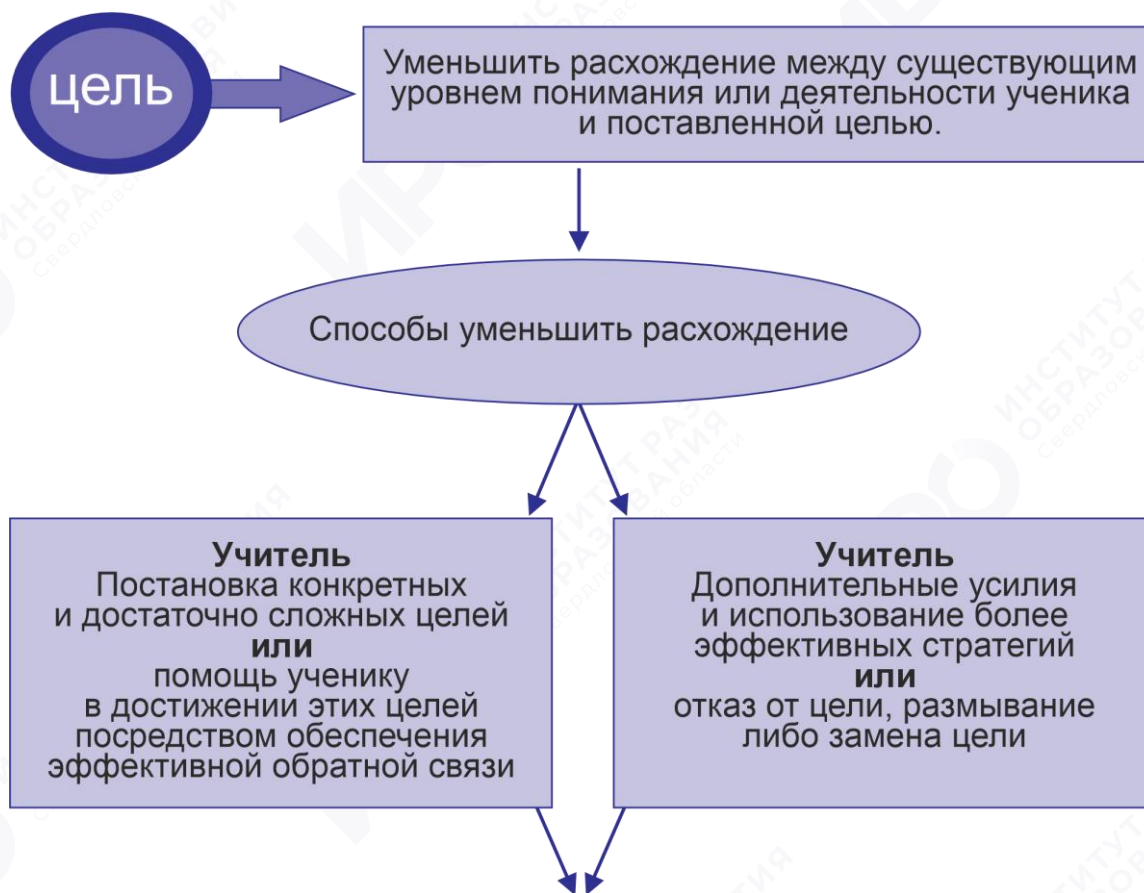 цель
Уменьшить расхождение между существующим
уровнем понимания или деятельности ученика
и поставленной целью.
Способы уменьшить расхождение
Учитель
Постановка конкретных
и достаточно сложных целей
или
помощь ученику
в достижении этих целей
посредством обеспечения
эффективной обратной связи
Учитель
Дополнительные усилия
и использование более
эффективных стратегий
или
отказ от цели, размывание
либо замена цели